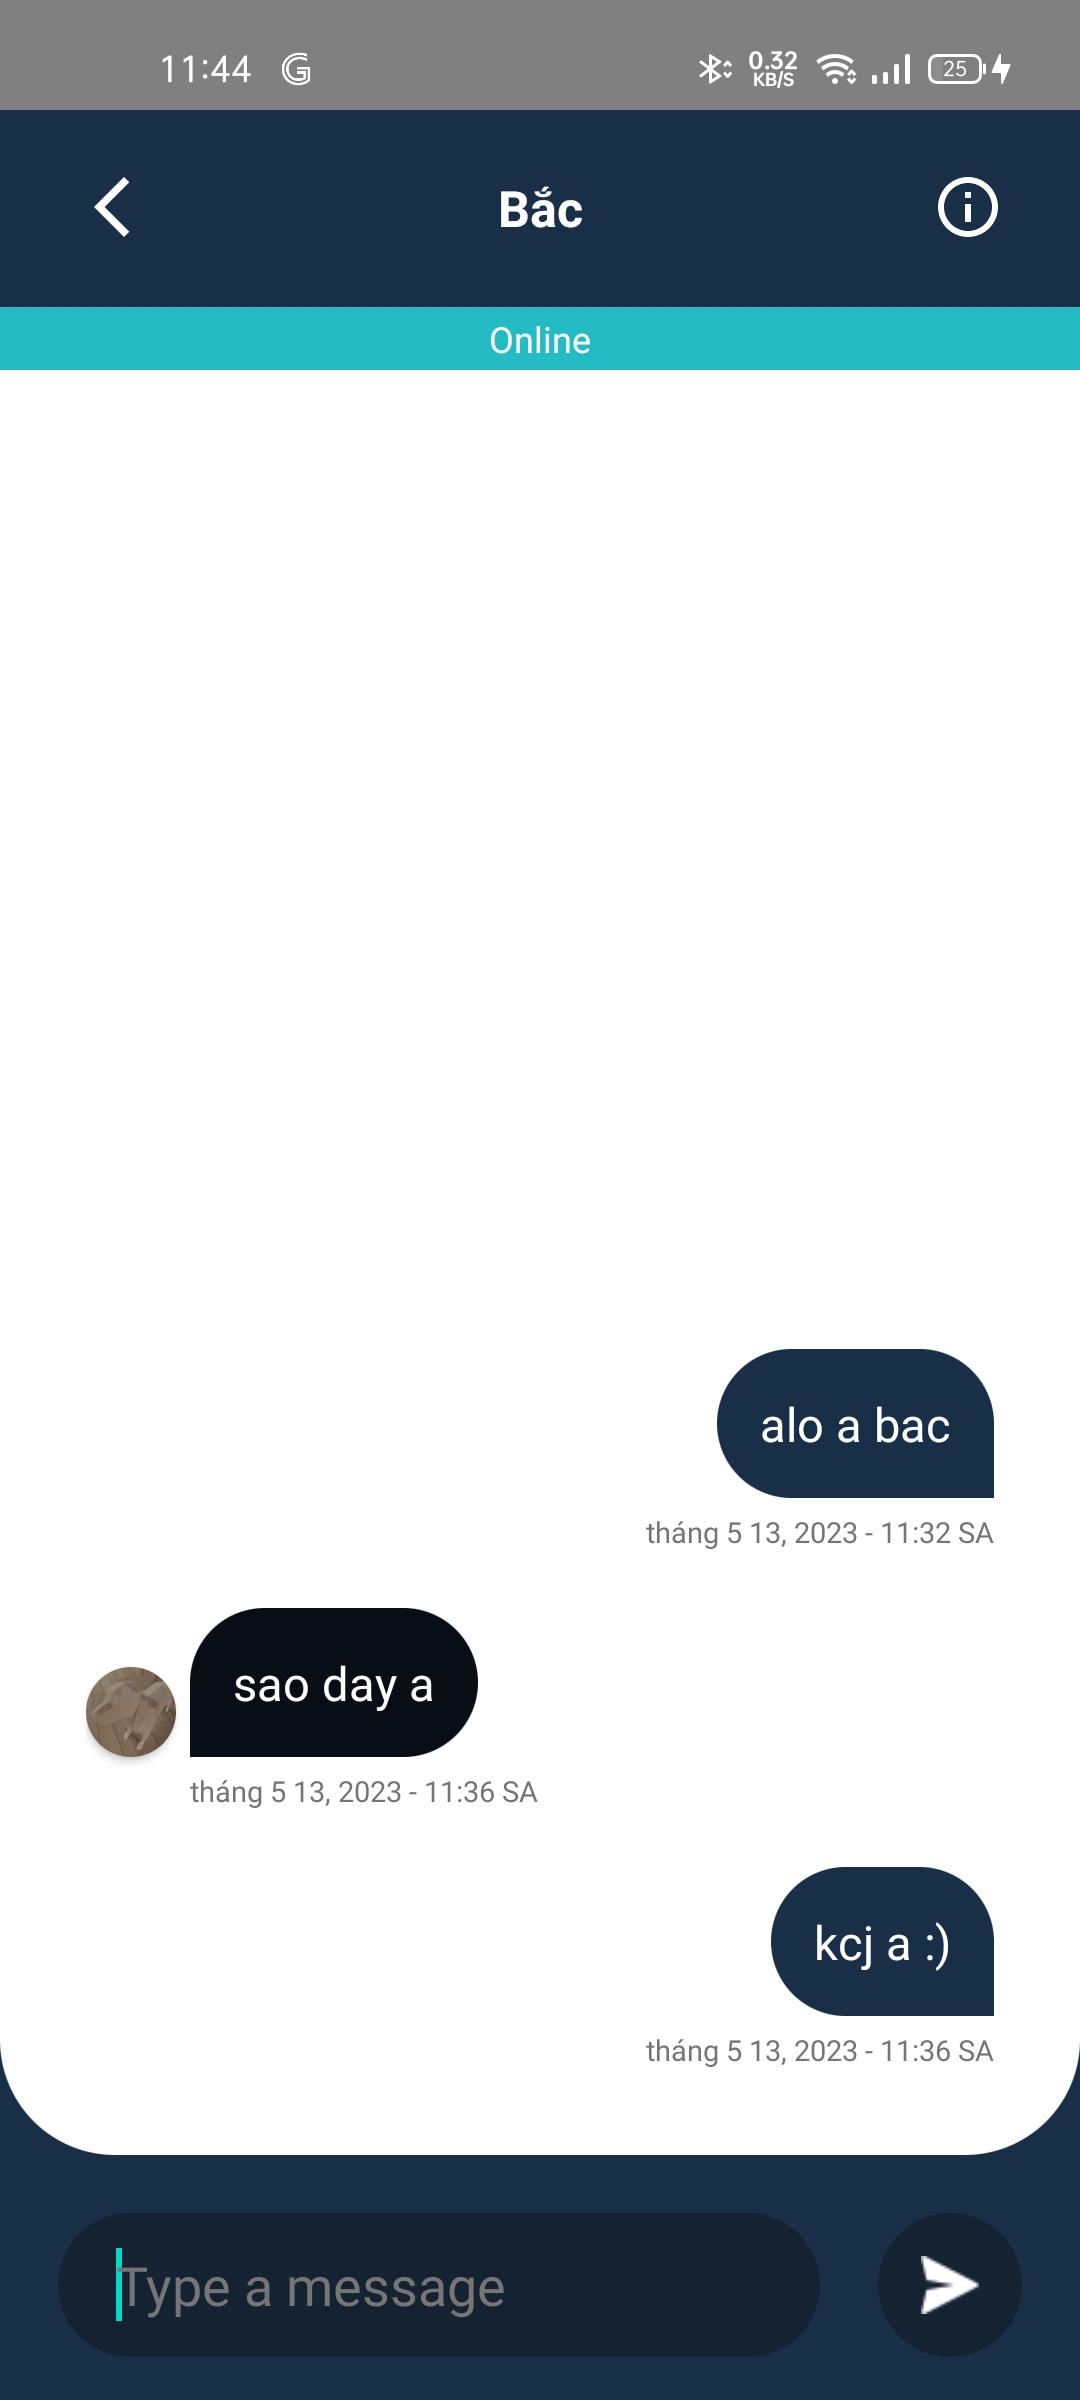 11:44
0.32
KB/S
25
Bắc
Online
alo a bac
tháng 5 13, 2023 - 11:32 SA
sao day a
tháng 5 13, 2023 - 11:36 SA
kcj a :)
tháng 5 13, 2023 - 11:36 SA
Type a message